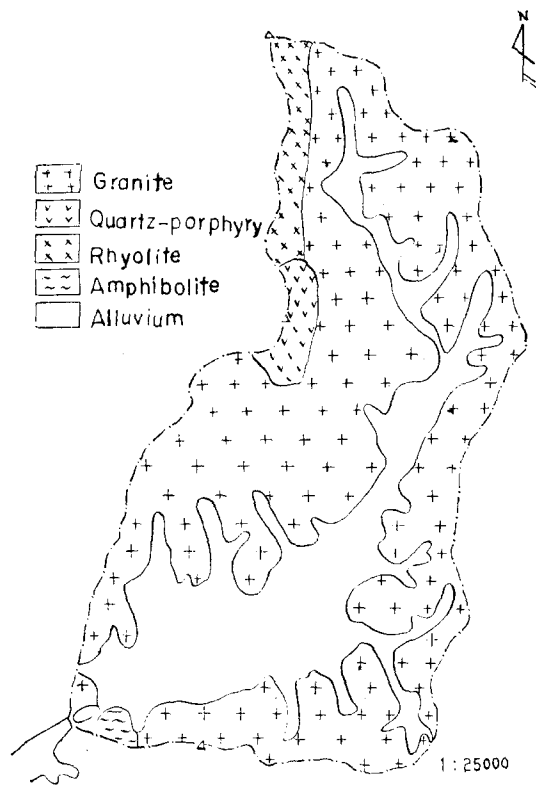 N
Granite
Quartz-porphyry
Rhyolite
Amphibolite
Alluvium
1:25000